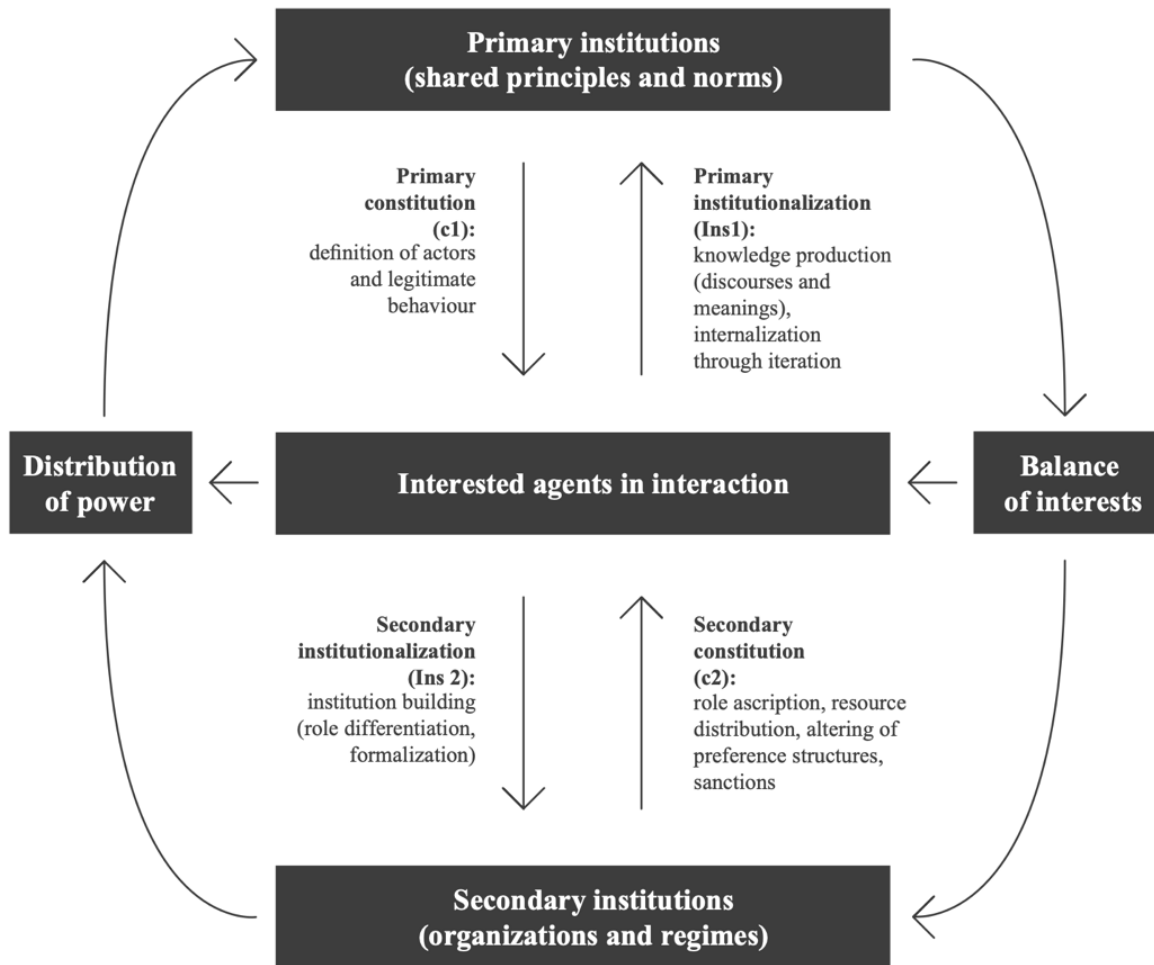 Primary institutions
(shared principles and norms)
Primary
constitution
(c1):
definition of actors
and legitimate
behaviour
Primary
institutionalization
(Ins1):
knowledge production
(discourses and
meanings),
internalization
through iteration
Distribution
of power
Interested agents in interaction
Balance
of interests
Secondary
institutionalization
(Ins 2):
institution building
(role differentiation,
formalization)
Secondary
constitution
(c2):
role ascription, resource
distribution, altering of
preference structures,
sanctions
Secondary institutions
(organizations and regimes)